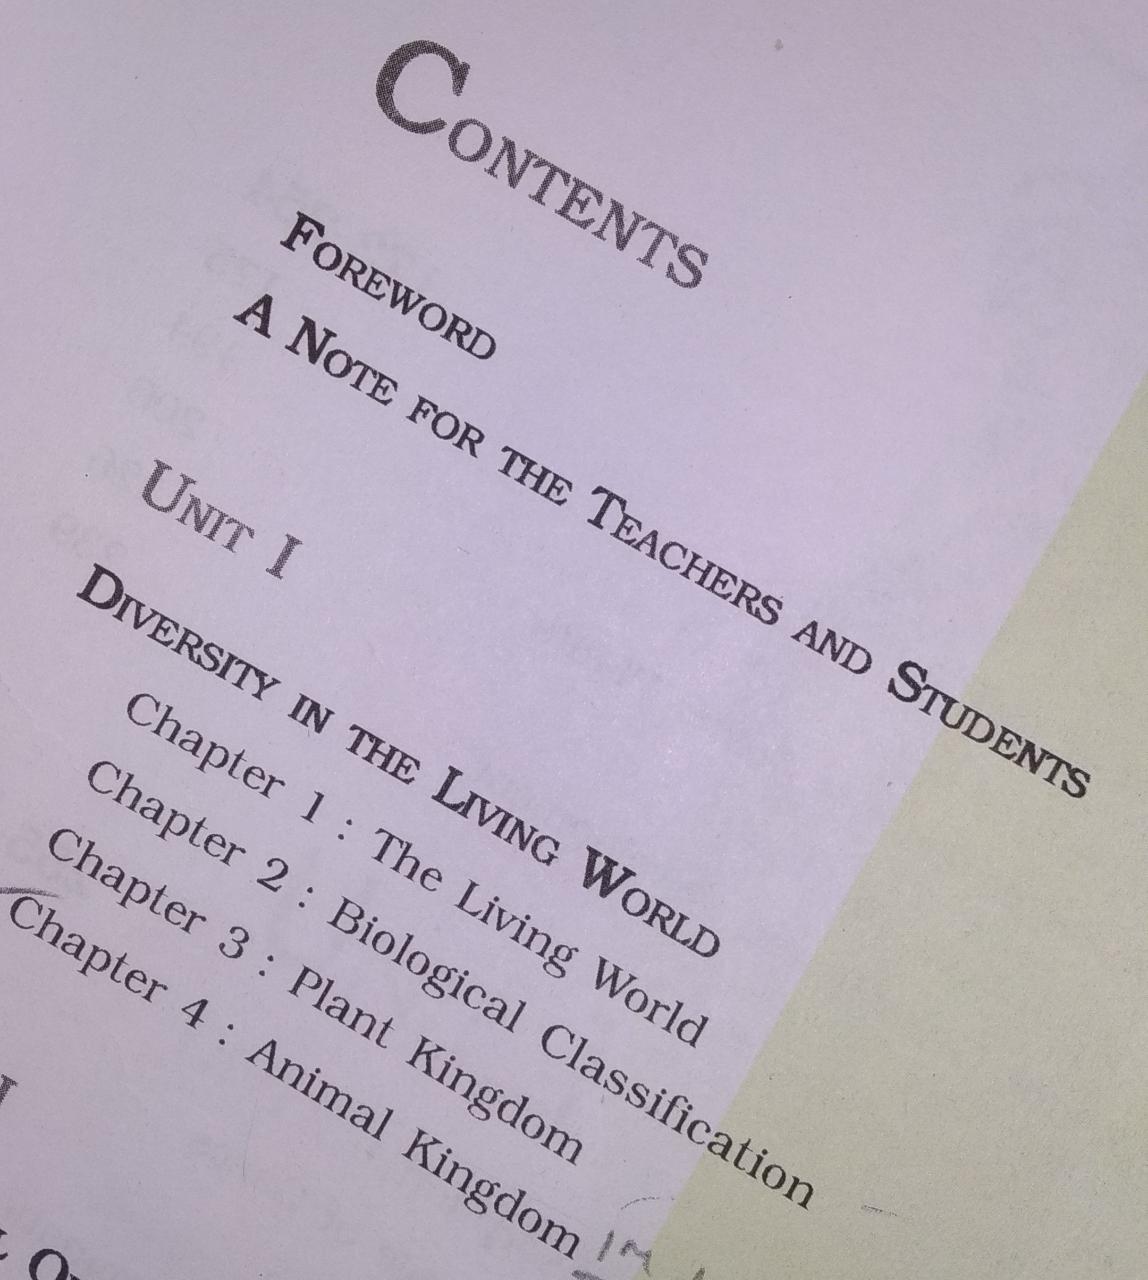 CONTENTS
FOREWORD
A NOTE FOR THE TEACHERS AND STUDENTS
UNIT I
DIVERSITY IN THE LIVING WORLD
Chapter 1 : The Living World
Chapter 2 : Biological Classification
Chapter 3 : Plant Kingdom
Chapter 4 : Animal Kingdom